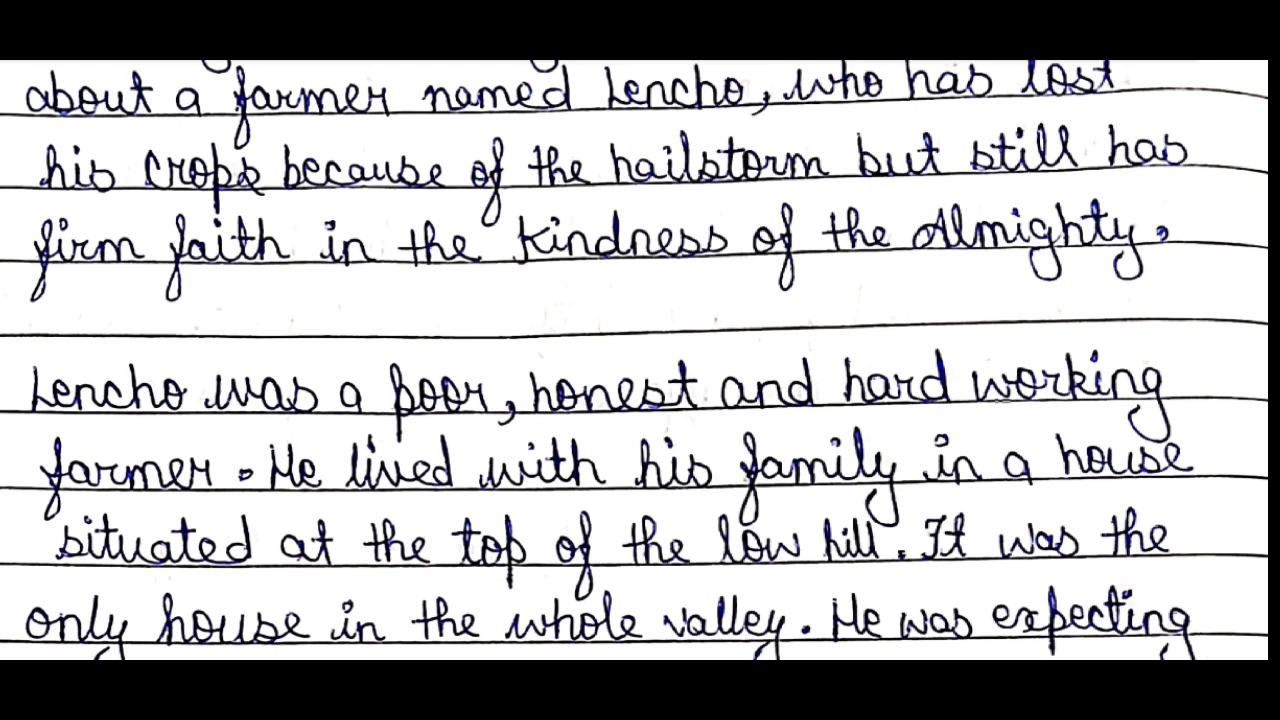 about a farmer named Lencho, who has lost
his crops because of the hailstorm but still has
firm faith in the kindness of the Almighty.
Lencho was a poor, honest and hard working
farmer. He lived with his family in a house
situated at the top of the low hill. It was the
only house in the whole valley. He was expecting